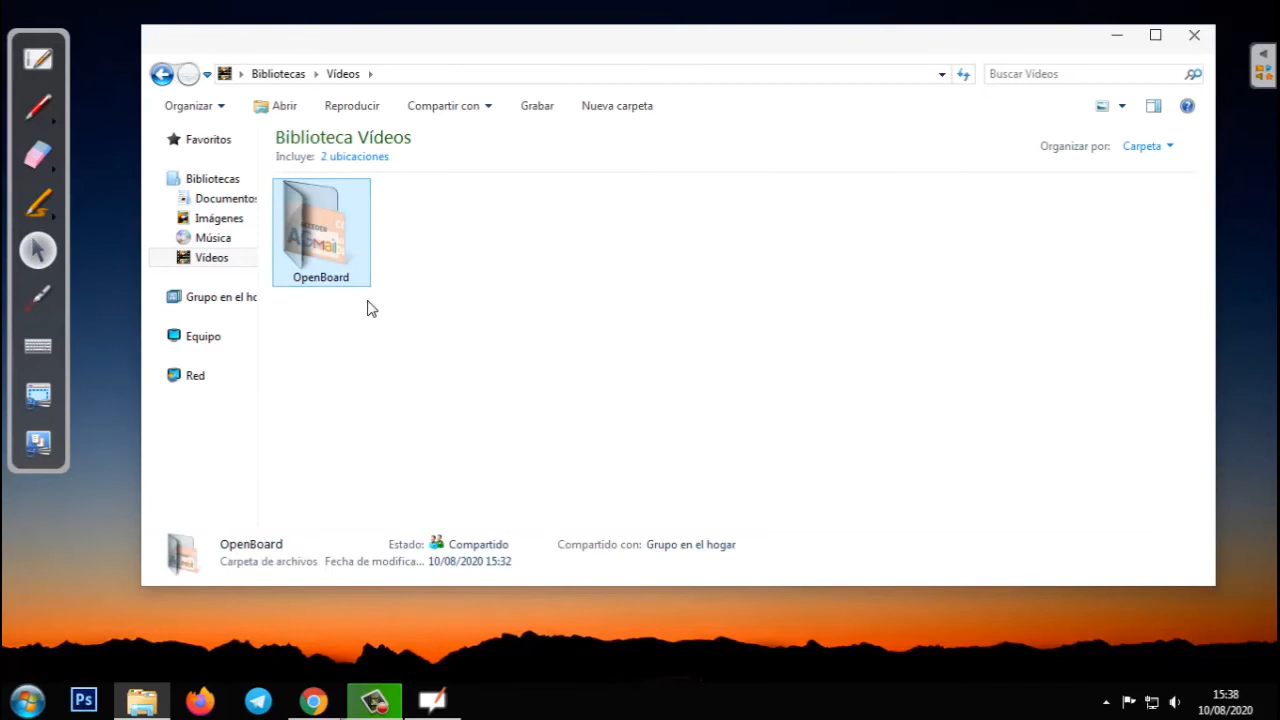 Bibliotecas Vídeos
Buscar Vídeos
Organizar Abrir Reproducir Compartir con Grabar Nueva carpeta
Favoritos
Biblioteca Vídeos
Incluye: 2 ubicaciones
Organizar por: Carpeta
Bibliotecas
Documentos
Imágenes
Música
Vídeos
Grupo en el ho
Equipo
Red
AGmail
OpenBoard
OpenBoard Estado: Compartido Compartido con: Grupo en el hogar
Carpeta de archivos Fecha de modifica... 10/08/2020 15:32
Ps
15:38
10/08/2020